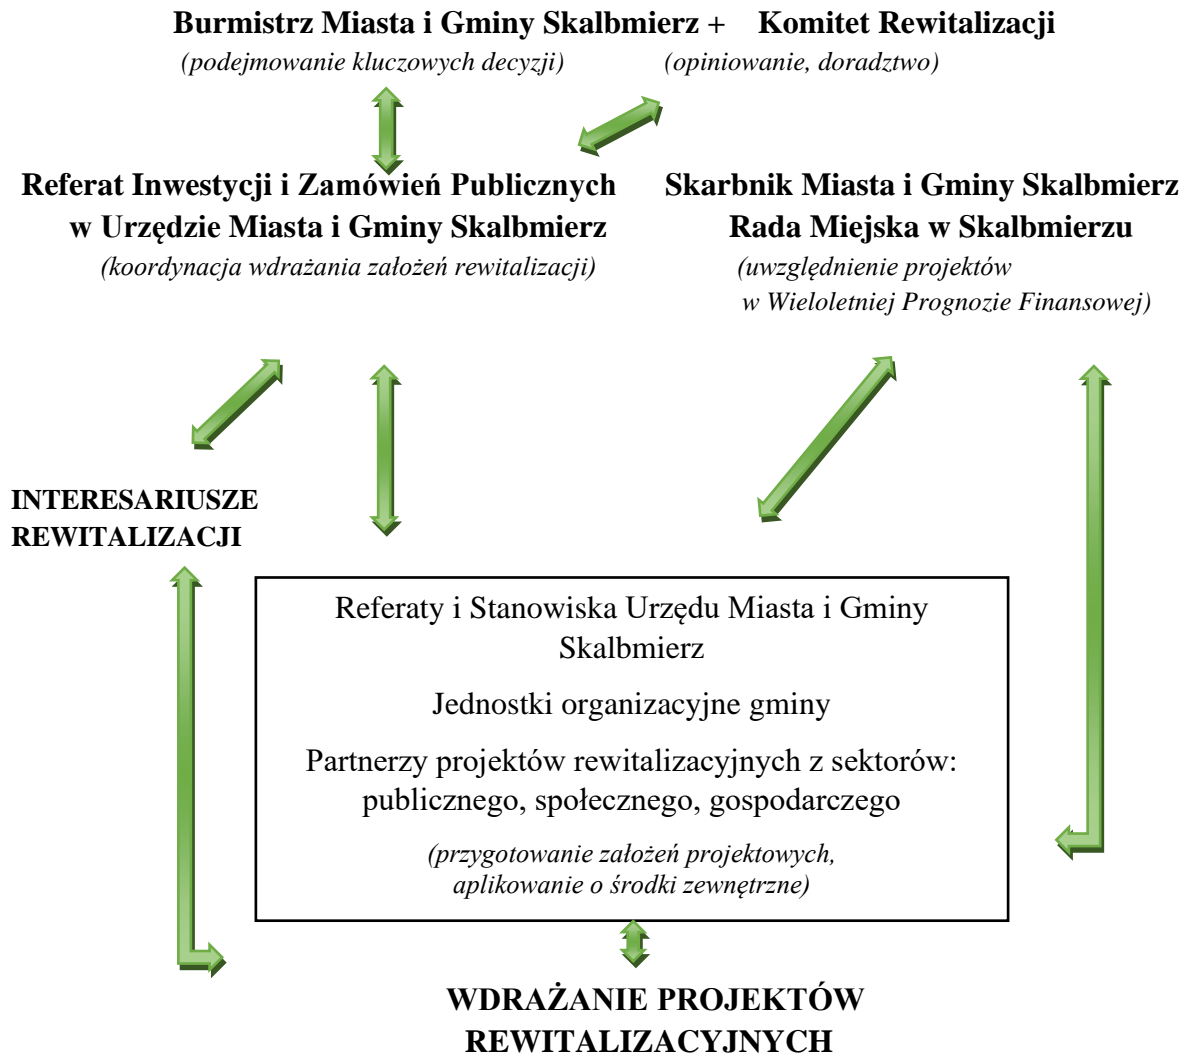 Burmistrz Miasta i Gminy Skalbmierz + Komitet Rewitalizacji
(podejmowanie kluczowych decyzji) (opiniowanie, doradztwo)
Referat Inwestycji i Zamówień Publicznych
w Urzędzie Miasta i Gminy Skalbmierz
(koordynacja wdrażania założeń rewitalizacji)
Skarbnik Miasta i Gminy Skalbmierz
Rada Miejska w Skalbmierzu
(uwzględnienie projektów
w Wieloletniej Prognozie Finansowej)
INTERESARIUSZE
REWITALIZACJI
Referaty i Stanowiska Urzędu Miasta i Gminy
Skalbmierz
Jednostki organizacyjne gminy
Partnerzy projektów rewitalizacyjnych z sektorów:
publicznego, społecznego, gospodarczego
(przygotowanie założeń projektowych,
aplikowanie o środki zewnętrzne)
WDRAŻANIE PROJEKTÓW
REWITALIZACYJNYCH